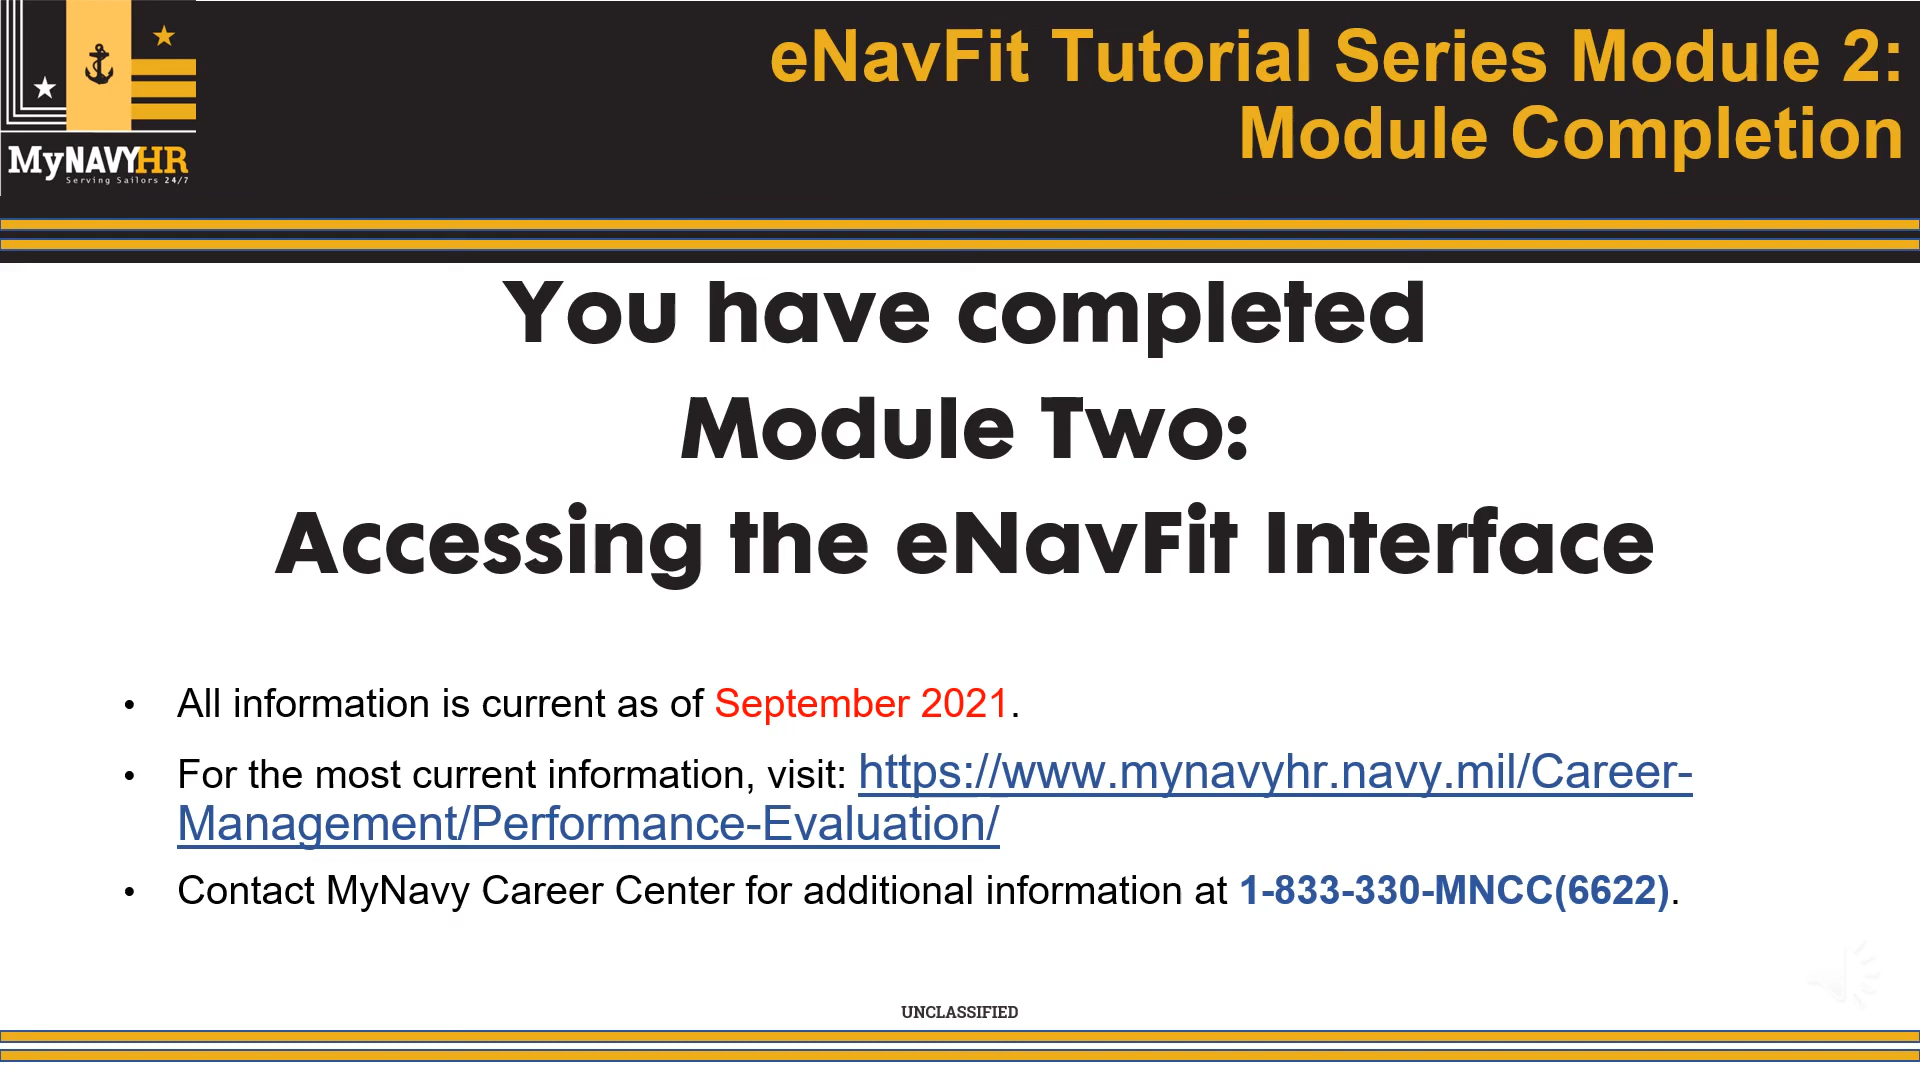 eNavFit Tutorial Series Module 2:
Module Completion
MyNAVYHR
Serving Sailors 24/7
You have completed
Module Two:
Accessing the eNavFit Interface
• All information is current as of September 2021.
• For the most current information, visit: https://www.mynavyhr.navy.mil/Career-
Management/Performance-Evaluation/
• Contact MyNavy Career Center for additional information at 1-833-330-MNCC(6622).
UNCLASSIFIED